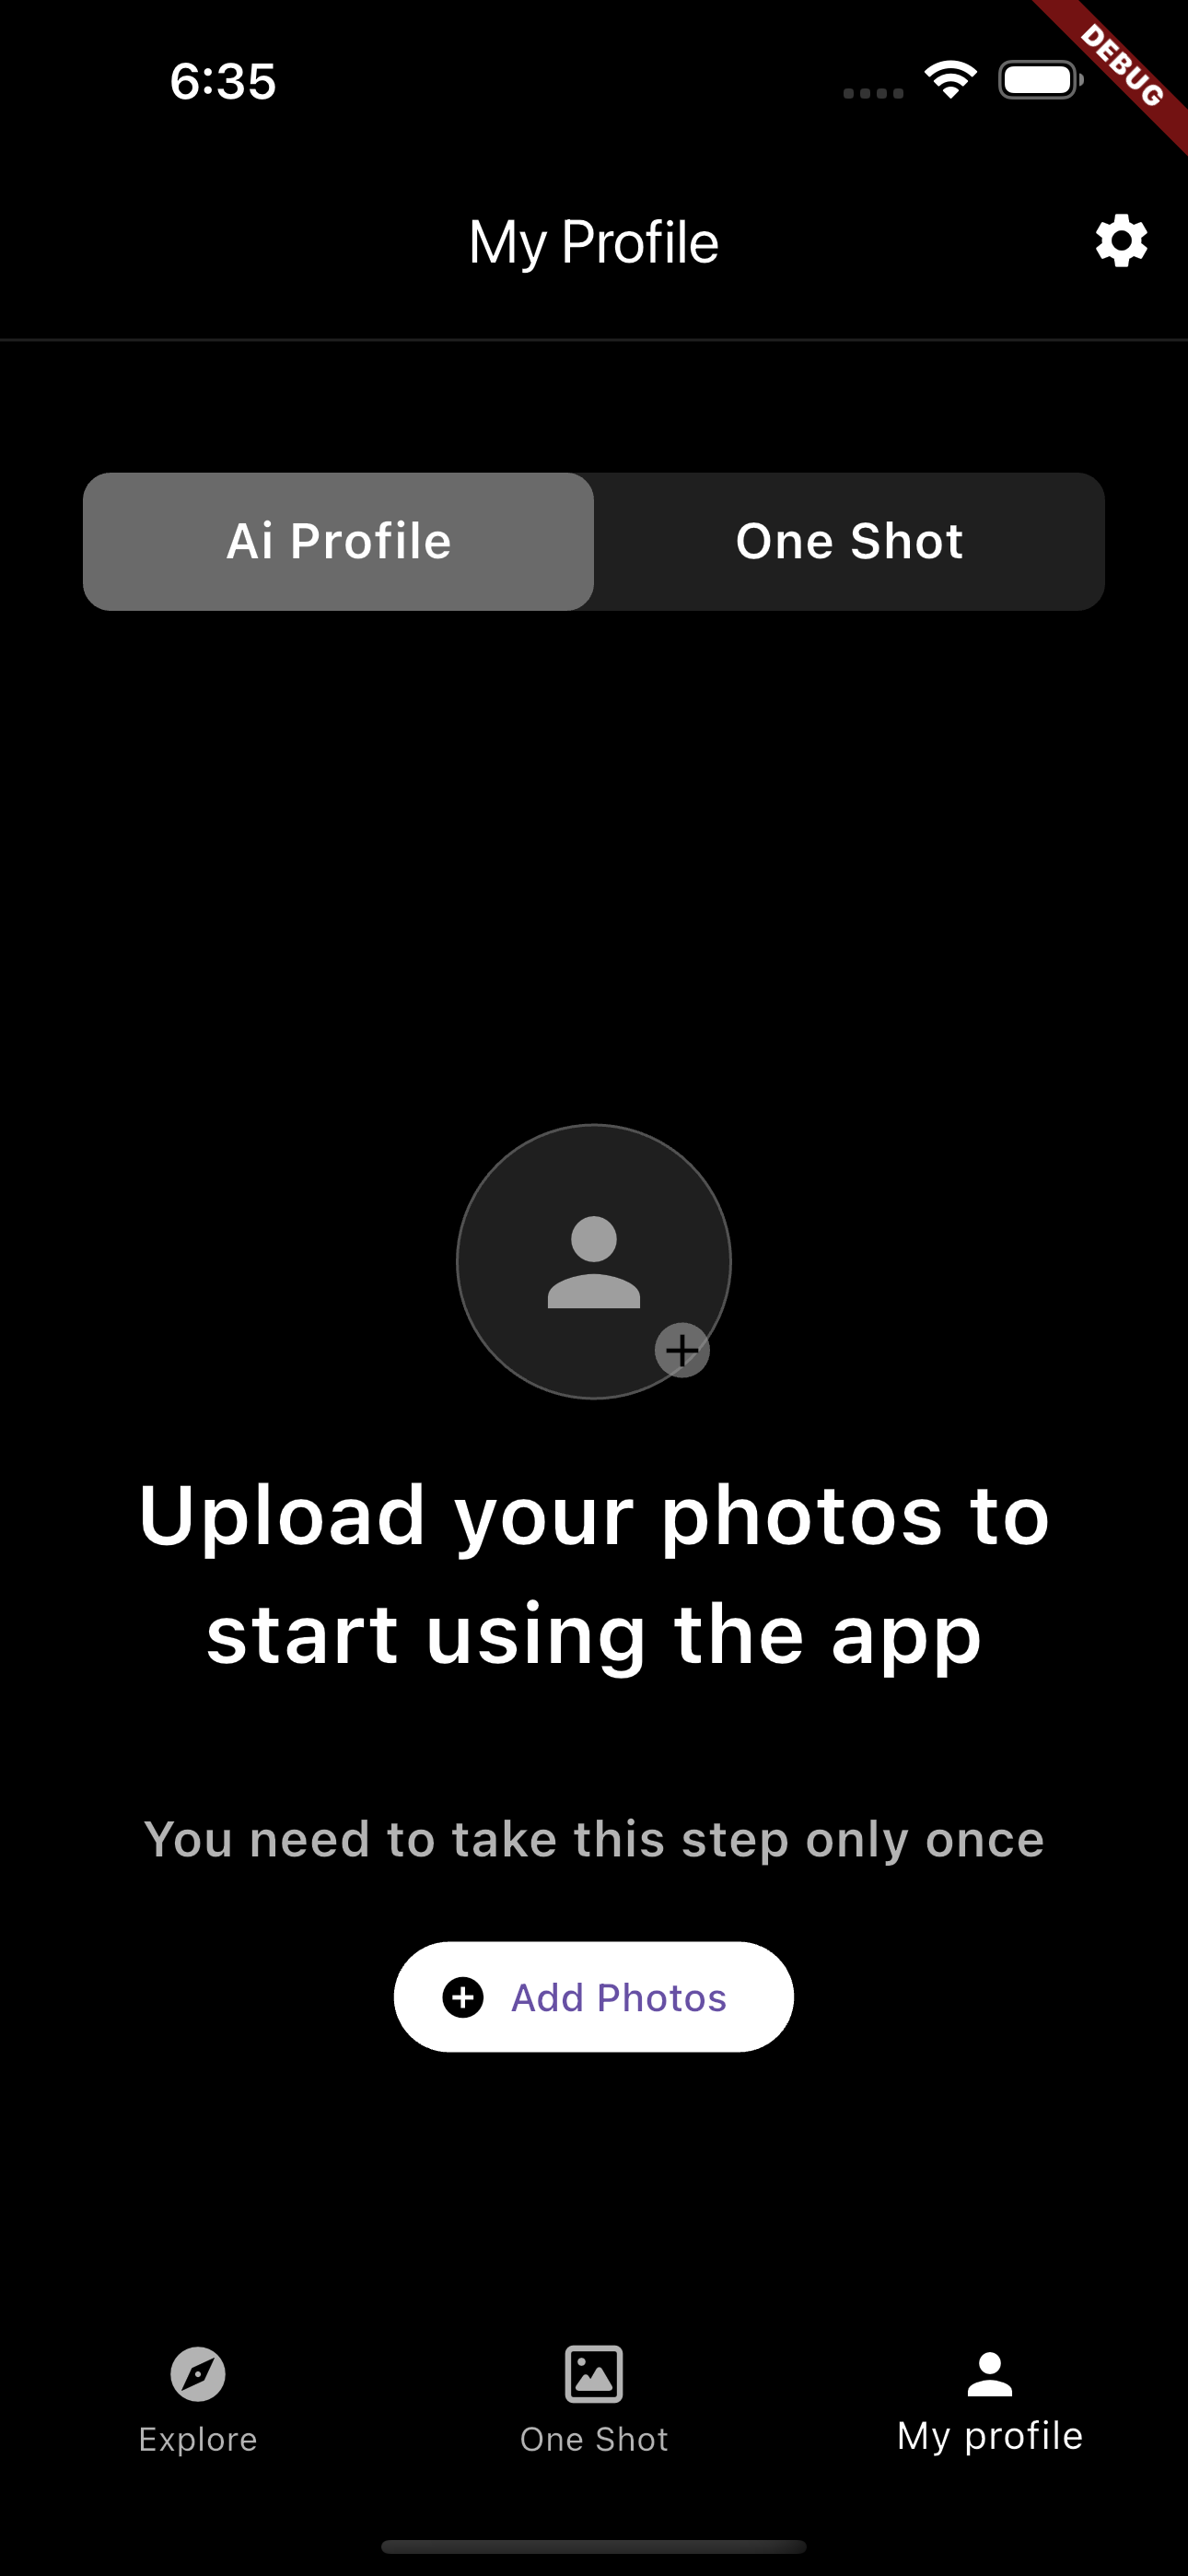 6:35
DEBUG
My Profile
Ai Profile
One Shot
Upload your photos to
start using the app
You need to take this step only once
Add Photos
Explore
One Shot
My profile